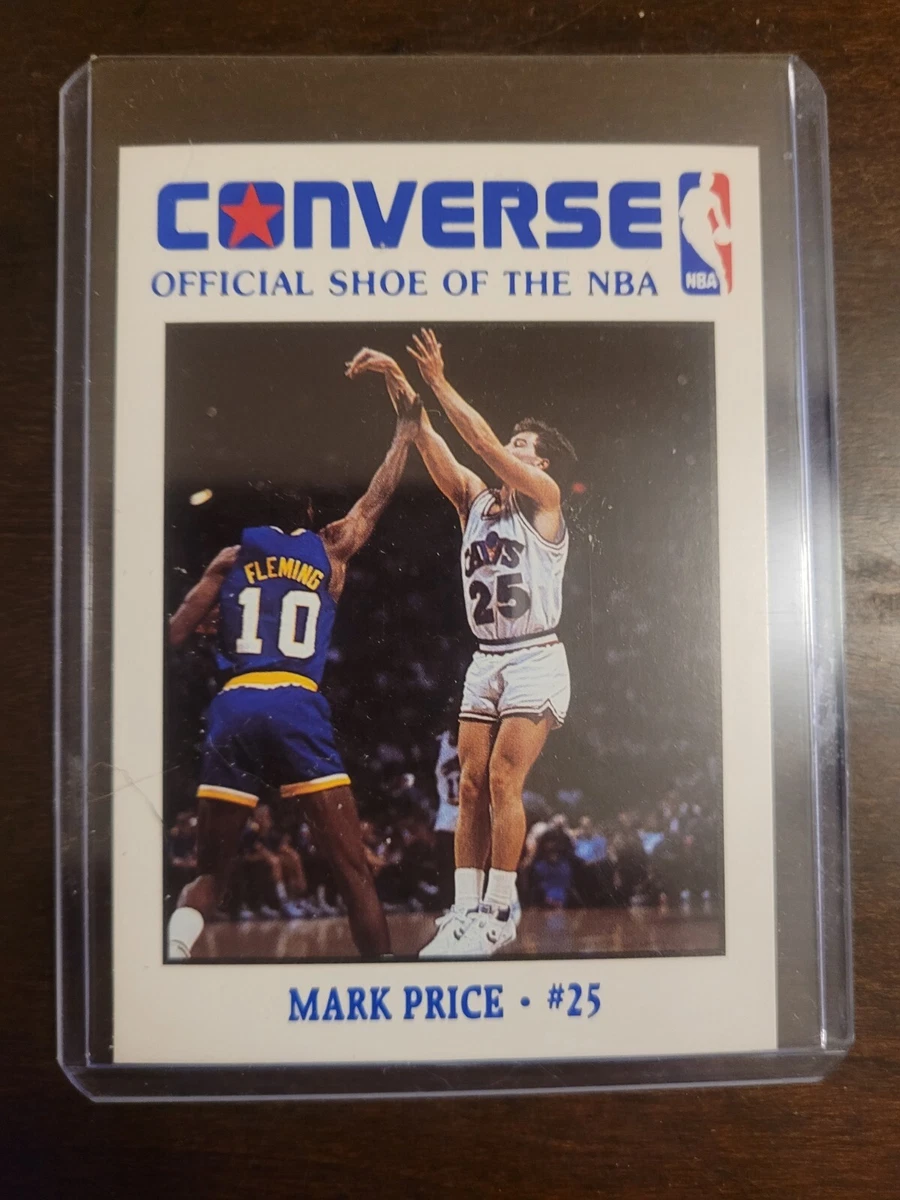 CONVERSE
OFFICIAL SHOE OF THE NBA
NBA
FLEMING
10
CAVS
25
MARK PRICE • #25